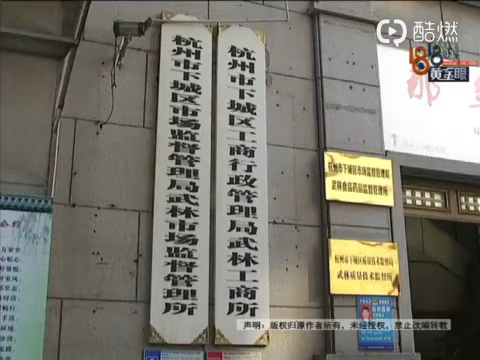 酷燃
1818
黄金眼
那些
杭州市下城区市场监督管理局武林市场监督管理所
杭州市下城区工商行政管理局武林工商所
杭州市下城区市场监督管理局
武林食品药品监督管理所
杭州市下城区质量技术监督局
武林质量技术监督所
声明：版权归原作者所有，未经授权，禁止改编转载